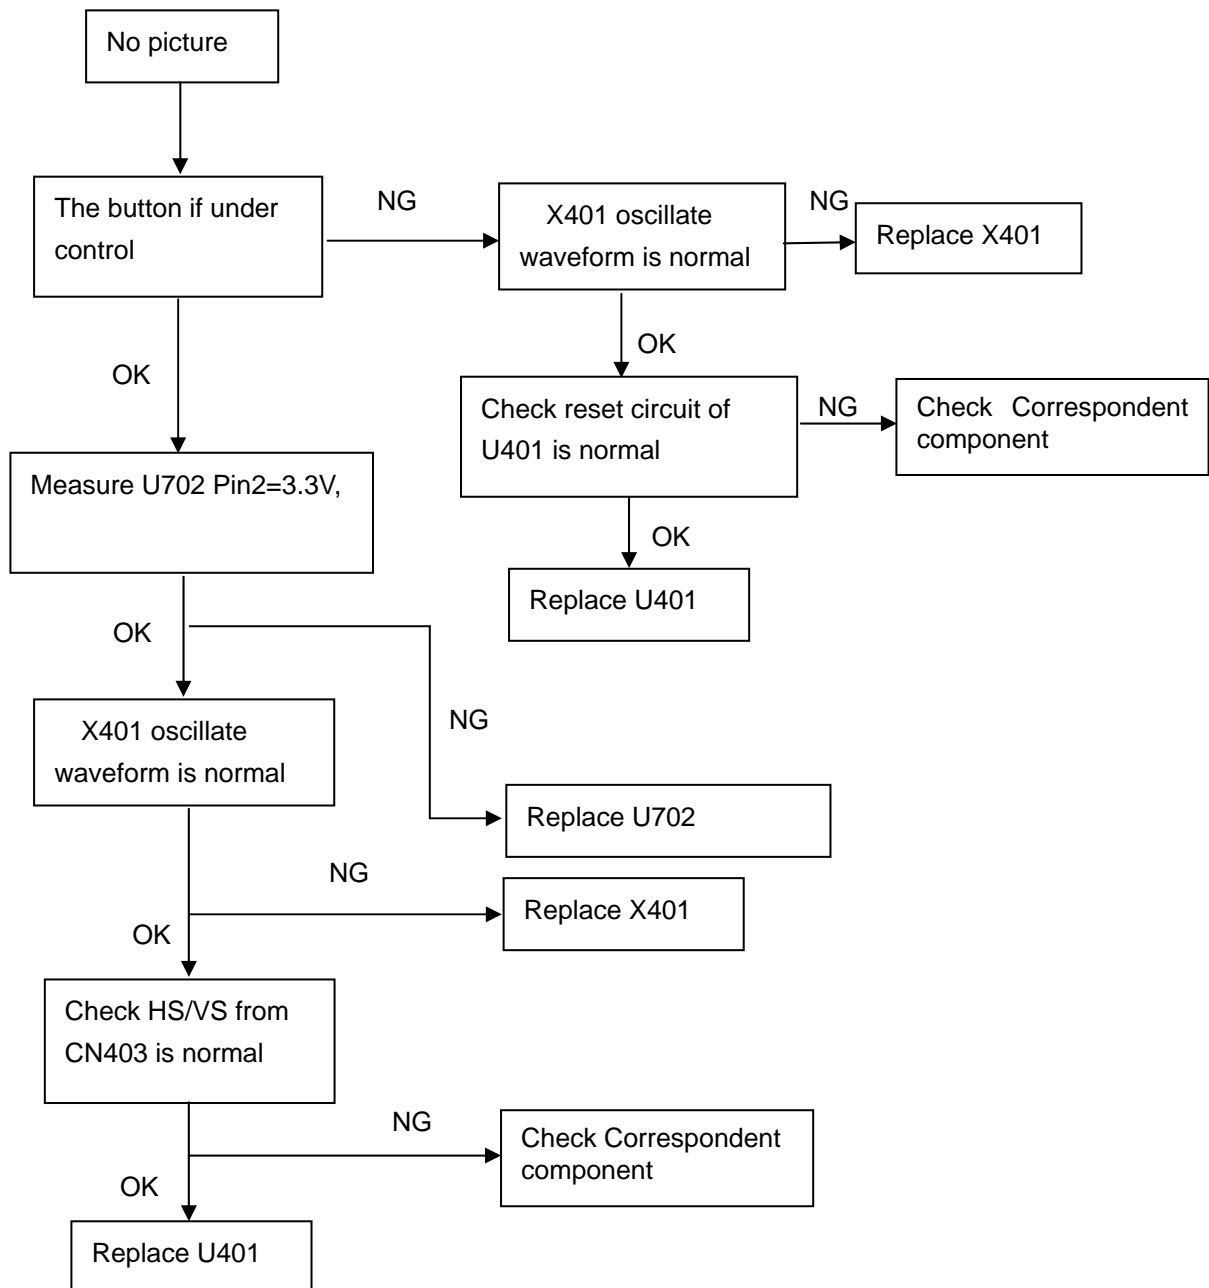 No picture
The button if under
control
NG
X401 oscillate
waveform is normal
NG
Replace X401
OK
OK
Check reset circuit of
U401 is normal
NG
Check Correspondent
component
Measure U702 Pin2=3.3V,
OK
Replace U401
OK
X401 oscillate
waveform is normal
NG
Replace U702
NG
Replace X401
OK
Check HS/VS from
CN403 is normal
NG
Check Correspondent
component
OK
Replace U401